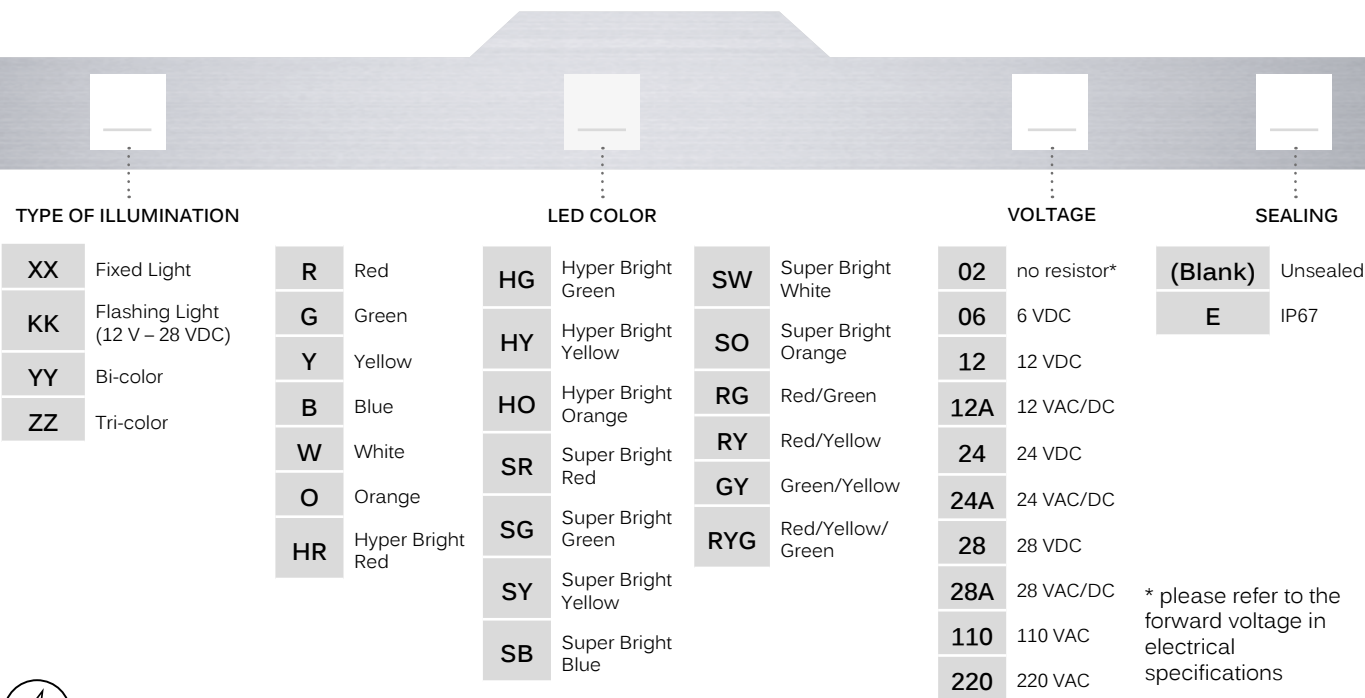 TYPE OF ILLUMINATION
XX Fixed Light
KK Flashing Light
(12 V – 28 VDC)
YY Bi-color
ZZ Tri-color
LED COLOR
R Red
G Green
Y Yellow
B Blue
W White
O Orange
HR Hyper Bright
Red
HG Hyper Bright
Green
HY Hyper Bright
Yellow
HO Hyper Bright
Orange
SR Super Bright
Red
SG Super Bright
Green
SY Super Bright
Yellow
SB Super Bright
Blue
SW Super Bright
White
SO Super Bright
Orange
RG Red/Green
RY Red/Yellow
GY Green/Yellow
RYG Red/Yellow/
Green
VOLTAGE
02 no resistor*
06 6 VDC
12 12 VDC
12A 12 VAC/DC
24 24 VDC
24A 24 VAC/DC
28 28 VDC
28A 28 VAC/DC
110 110 VAC
220 220 VAC
SEALING
(Blank) Unsealed
E IP67
* please refer to the
forward voltage in
electrical
specifications